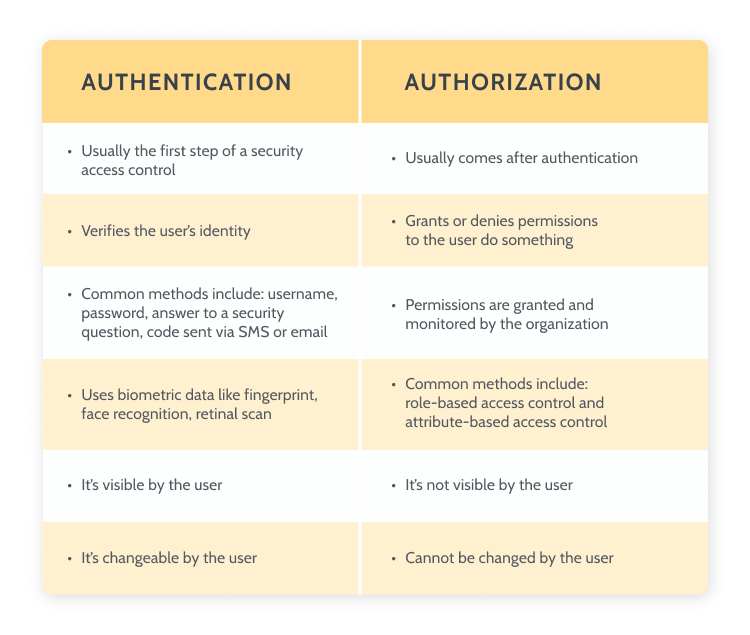 AUTHENTICATION
AUTHORIZATION
• Usually the first step of a security
access control
• Usually comes after authentication
• Verifies the user's identity
• Grants or denies permissions
to the user do something
• Common methods include: username,
password, answer to a security
question, code sent via SMS or email
• Permissions are granted and
monitored by the organization
• Uses biometric data like fingerprint,
face recognition, retinal scan
• Common methods include:
role-based access control and
attribute-based access control
• It's visible by the user
• It's not visible by the user
• It's changeable by the user
• Cannot be changed by the user